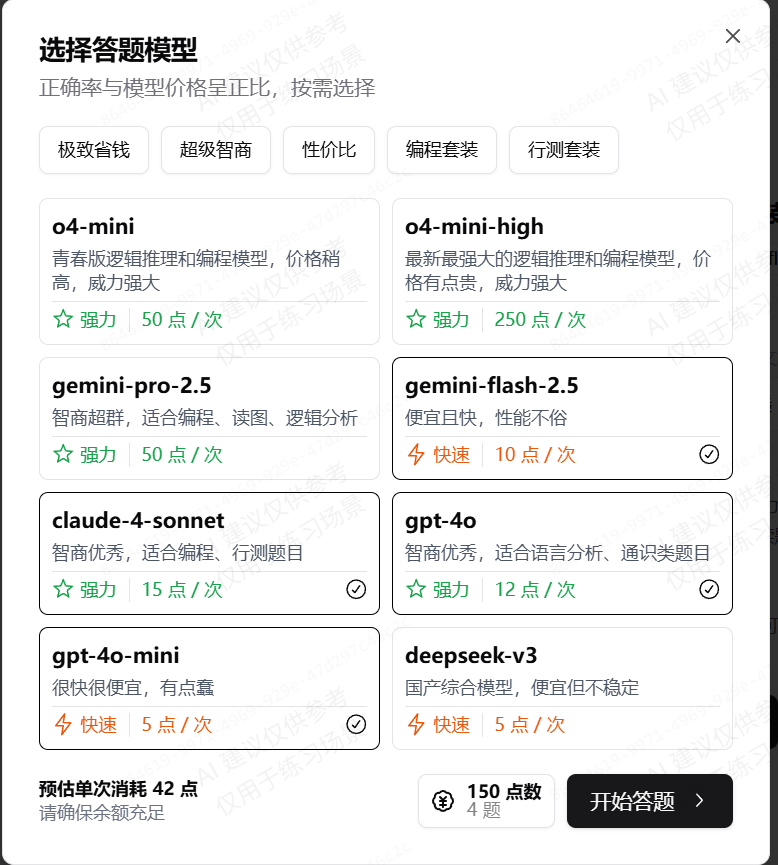 选择答题模型
正确率与模型价格呈正比，按需选择
极致省钱 超级智商 性价比 编程套装 行测套装
o4-mini
青春版逻辑推理和编程模型，价格稍
高，威力强大
强力 50 点 / 次
o4-mini-high
最新最强大的逻辑推理和编程模型，价
格有点贵，威力强大
强力 250 点 / 次
gemini-pro-2.5
智商超群，适合编程、读图、逻辑分析
强力 50 点 / 次
gemini-flash-2.5
便宜且快，性能不俗
快速 10 点 / 次
claude-4-sonnet
智商优秀，适合编程、行测题目
强力 15 点 / 次
gpt-4o
智商优秀，适合语言分析、通识类题目
强力 12 点 / 次
gpt-4o-mini
很快很便宜，有点蠢
快速 5 点 / 次
deepseek-v3
国产综合模型，便宜但不稳定
快速 5 点 / 次
预估单次消耗 42 点
请确保余额充足
150 点数
4 题
开始答题
AI 建议仅供参考
仅用于练习场景